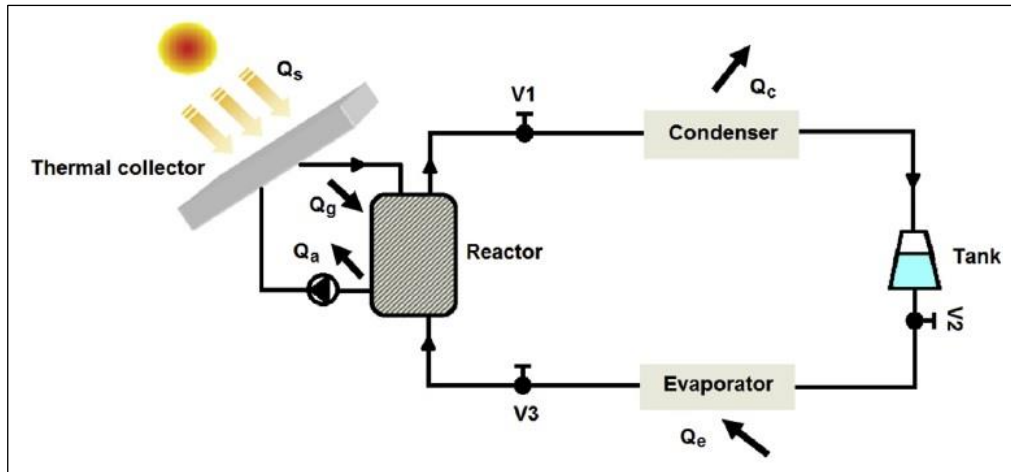 Qs
V1
Qc
Condenser
Thermal collector
Qg
Qa
Reactor
Tank
V2
Evaporator
V3
Qe